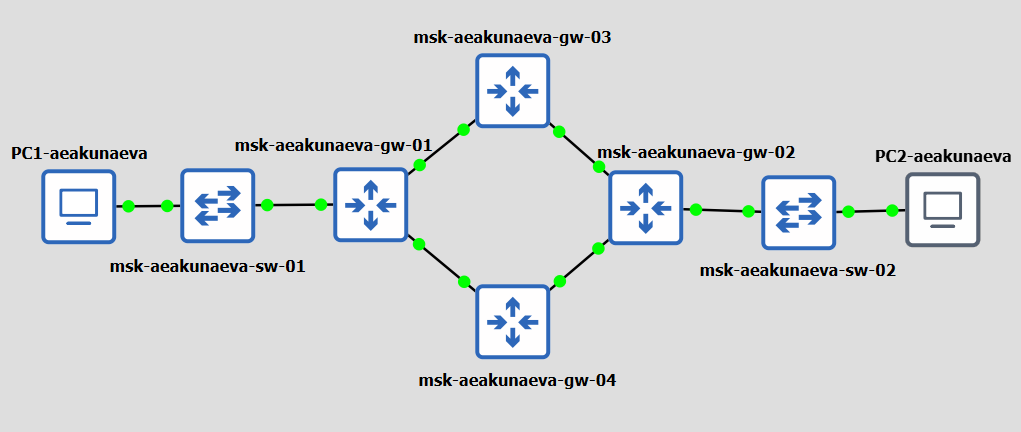 msk-aeakunaeva-gw-03
PC1-aeakunaeva
msk-aeakunaeva-gw-01
msk-aeakunaeva-gw-02
PC2-aeakunaeva
msk-aeakunaeva-sw-01
msk-aeakunaeva-sw-02
msk-aeakunaeva-gw-04